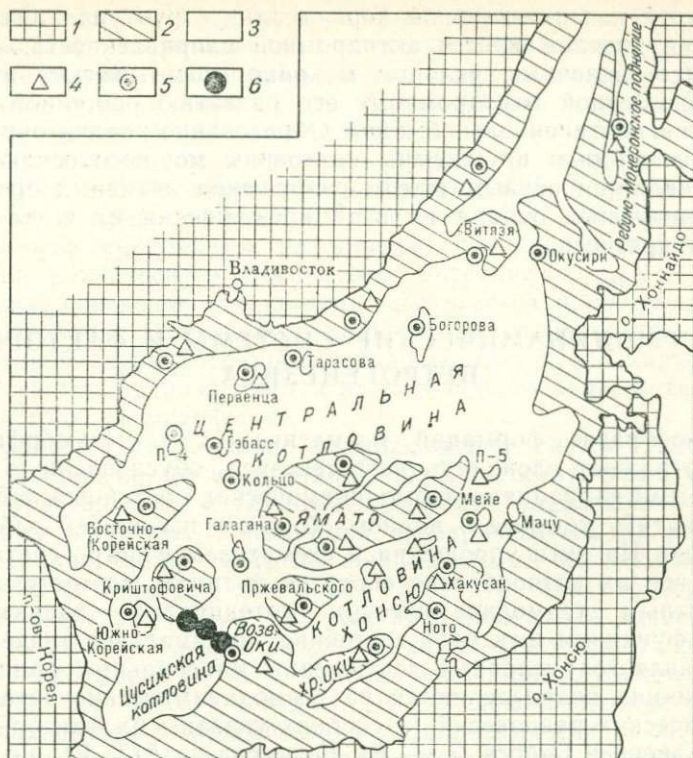 1
2
3
4
5
6
Ребуно-Монеронское поднятие
Витязя
Окусири
о. Хоккайдо
Владивосток
Богорова
Тарасова
Первенца
ЦЕНТРАЛЬНАЯ
КОТЛОВИНА
П-4
Гэбасс
Кольцо
П-5
Мейе
Восточно-
Корейская
Галагана
ЯМАТО
Мацу
Криштофовича
Пржевальского
КОТЛОВИНА
ХОНСЮ
Хакусан
п-ов Корея
Южно-
Корейская
Возв.
Оки
Ното
Цусимская
котловина
хр. Оки
о. Хонсю